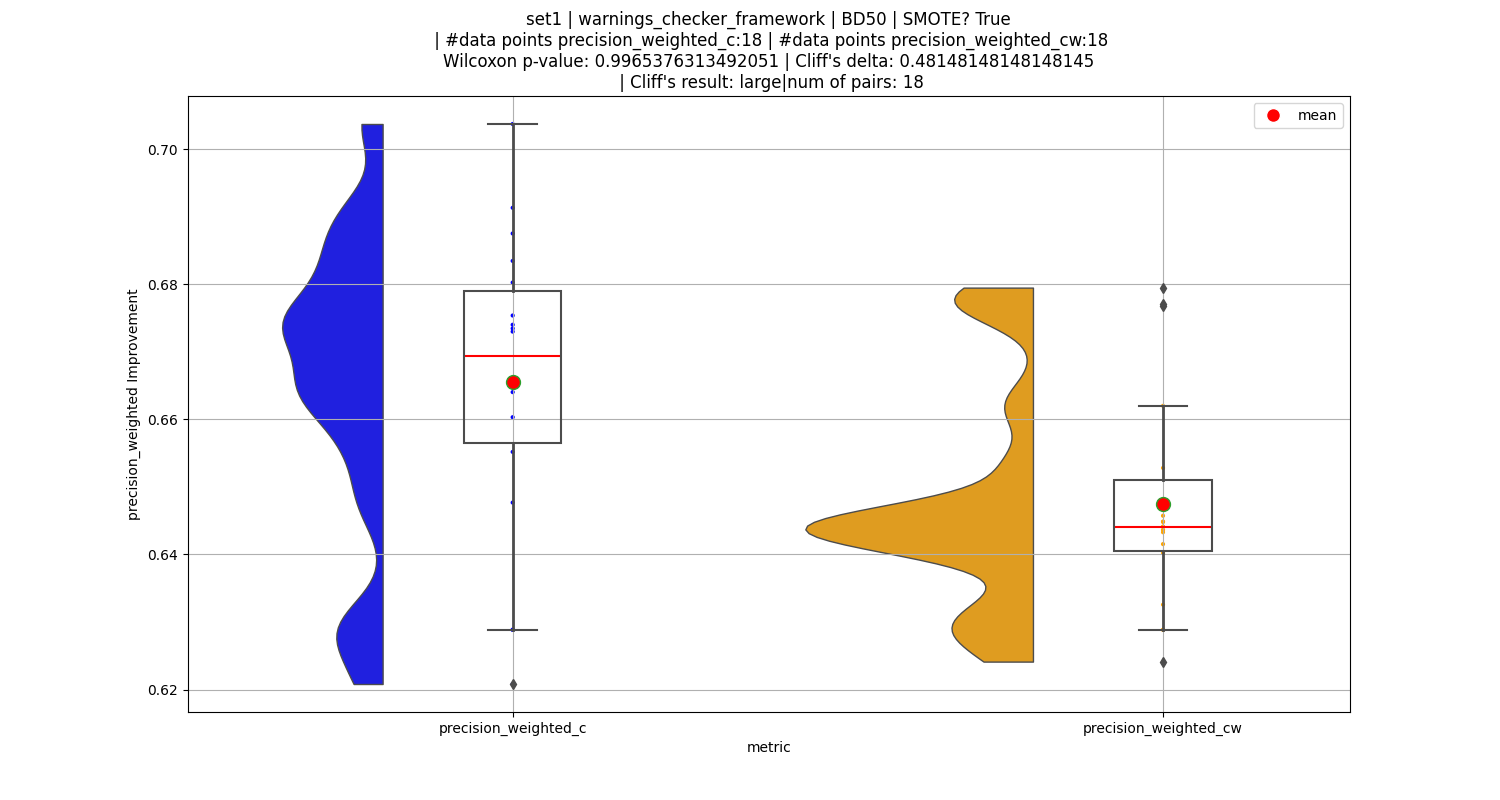 set1 | warnings_checker_framework | BD50 | SMOTE? True
| #data points precision_weighted_c:18 | #data points precision_weighted_cw:18
Wilcoxon p-value: 0.9965376313492051 | Cliff's delta: 0.48148148148148145
| Cliff's result: large|num of pairs: 18
mean
precision_weighted Improvement
0.70
0.68
0.66
0.64
0.62
precision_weighted_c
precision_weighted_cw
metric